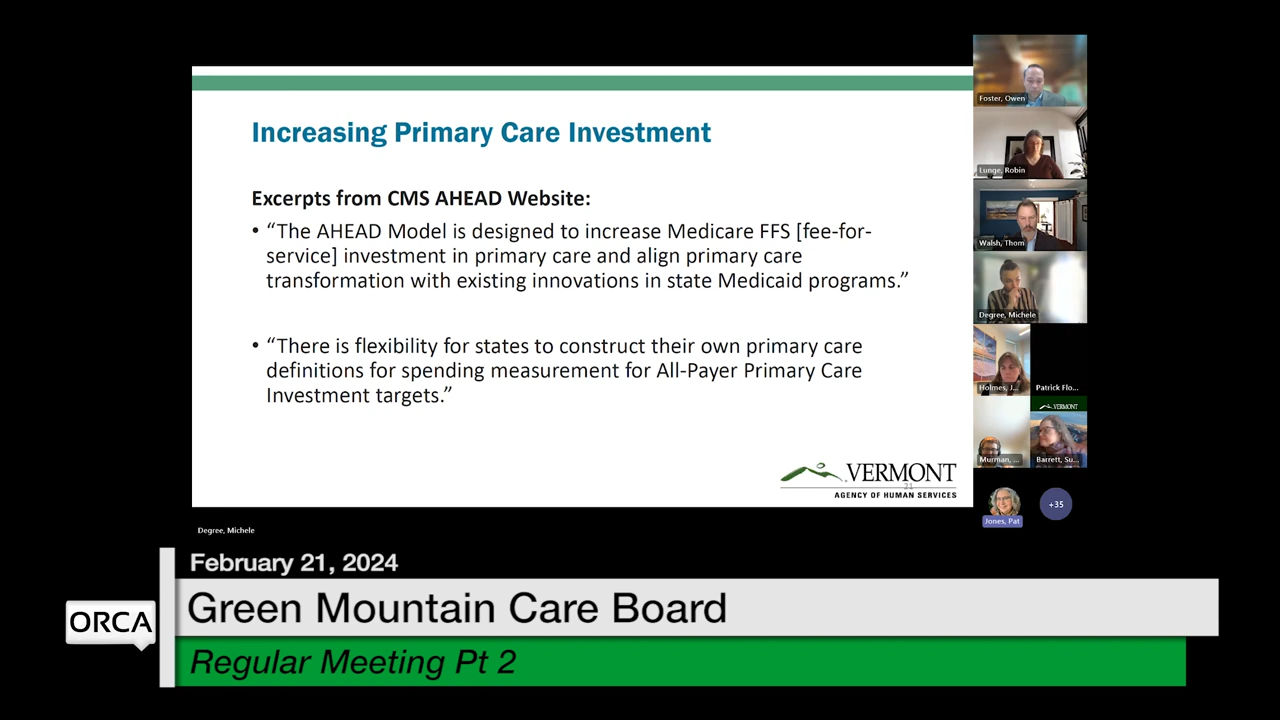 Increasing Primary Care Investment
Excerpts from CMS AHEAD Website:
• “The AHEAD Model is designed to increase Medicare FFS [fee-for-
service] investment in primary care and align primary care
transformation with existing innovations in state Medicaid programs.”
• “There is flexibility for states to construct their own primary care
definitions for spending measurement for All-Payer Primary Care
Investment targets.”
VERMONT
21
AGENCY OF HUMAN SERVICES
Foster, Owen
Lunge, Robin
Walsh, Thom
Degree, Michele
Holmes, J...
Patrick Flo...
VERMONT
Murman, ...
Barrett, Su...
Jones, Pat
+35
Degree, Michele
February 21, 2024
ORCA
Green Mountain Care Board
Regular Meeting Pt 2